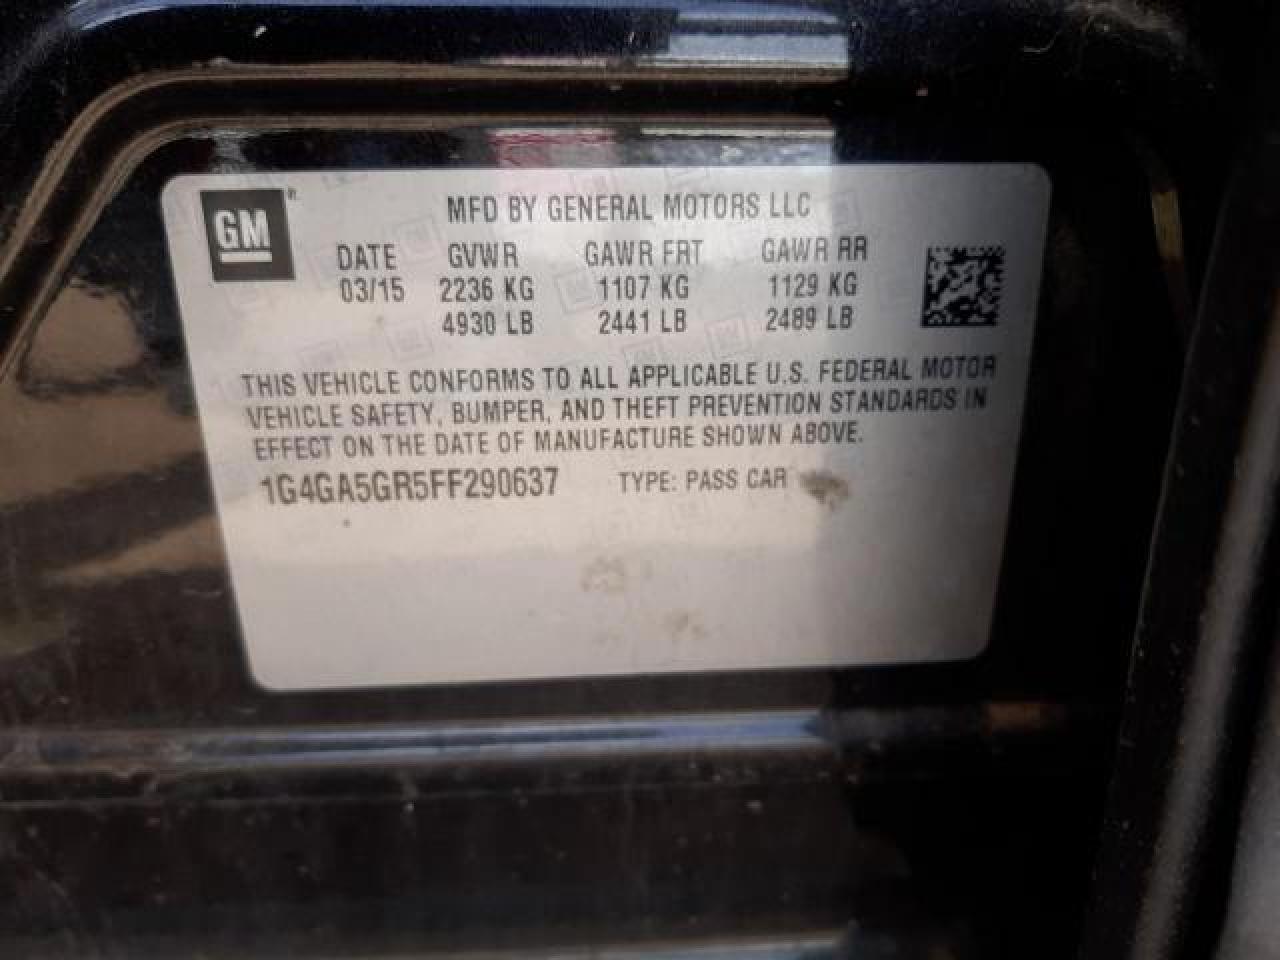 GM
MFD BY GENERAL MOTORS LLC
DATE GVWR GAWR FRT GAWR RR
03/15 2236 KG 1107 KG 1129 KG
4930 LB 2441 LB 2489 LB
THIS VEHICLE CONFORMS TO ALL APPLICABLE U.S. FEDERAL MOTOR
VEHICLE SAFETY, BUMPER, AND THEFT PREVENTION STANDARDS IN
EFFECT ON THE DATE OF MANUFACTURE SHOWN ABOVE.
1G4GA5GR5FF290637 TYPE: PASS CAR